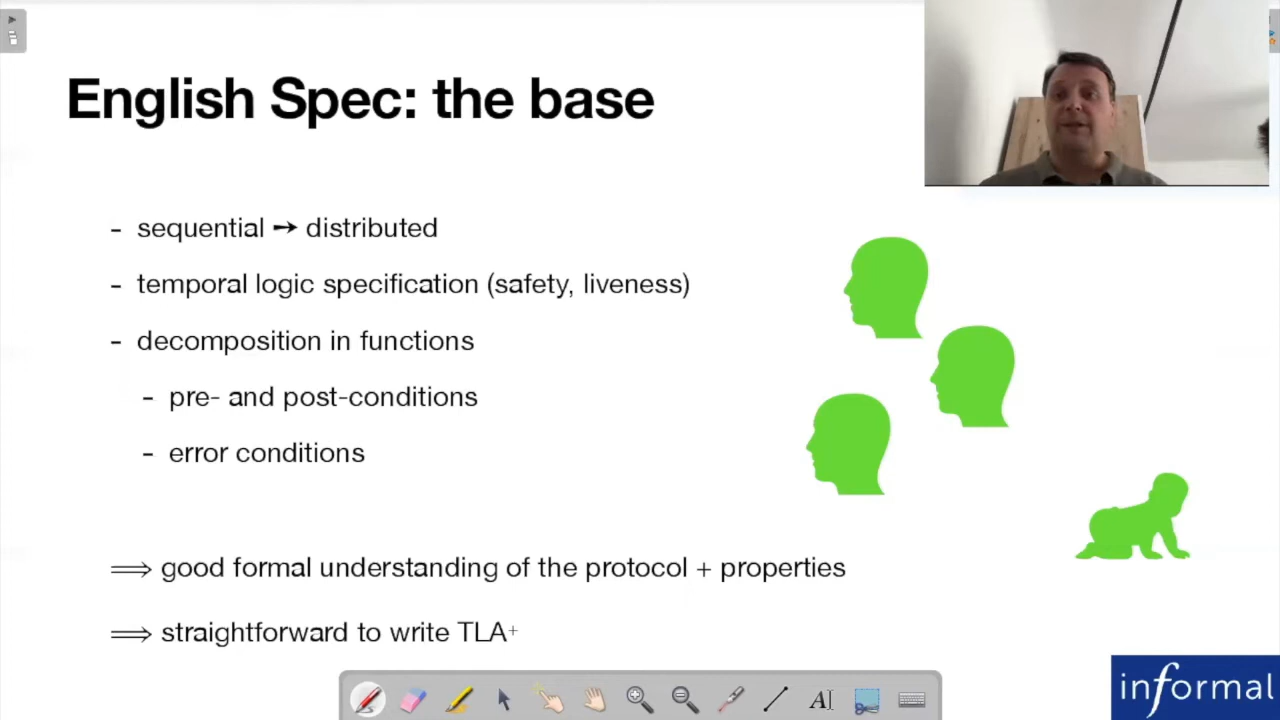 English Spec: the base
- sequential → distributed
- temporal logic specification (safety, liveness)
- decomposition in functions
- pre- and post-conditions
- error conditions
⟹ good formal understanding of the protocol + properties
⟹ straightforward to write TLA⁺
AI
informal